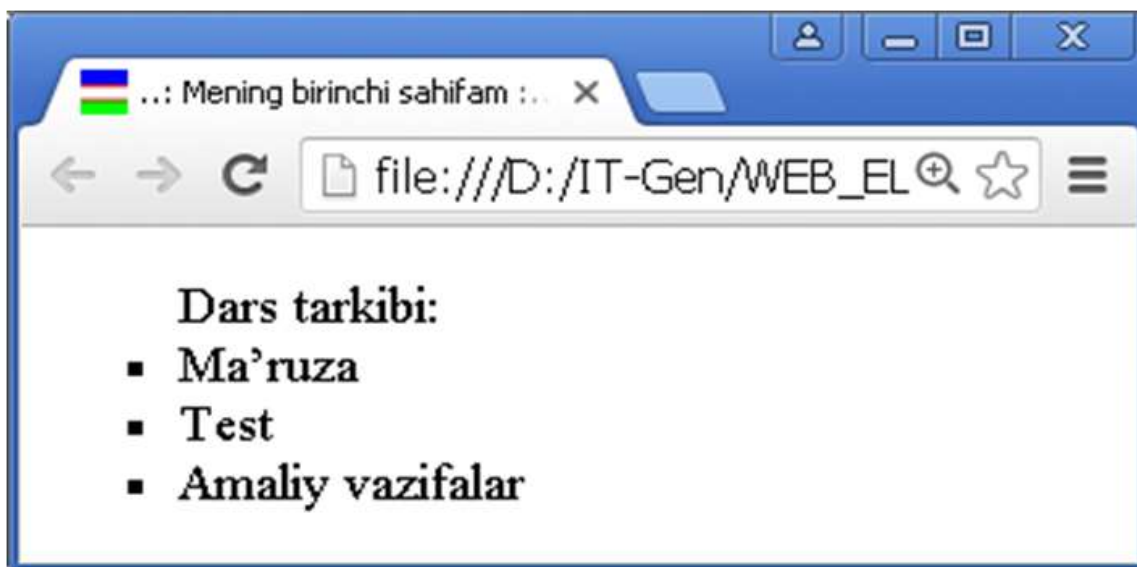 ..: Mening birinchi sahifam :..
file:///D:/IT-Gen/WEB_EL
Dars tarkibi:
Ma’ruza
Test
Amaliy vazifalar